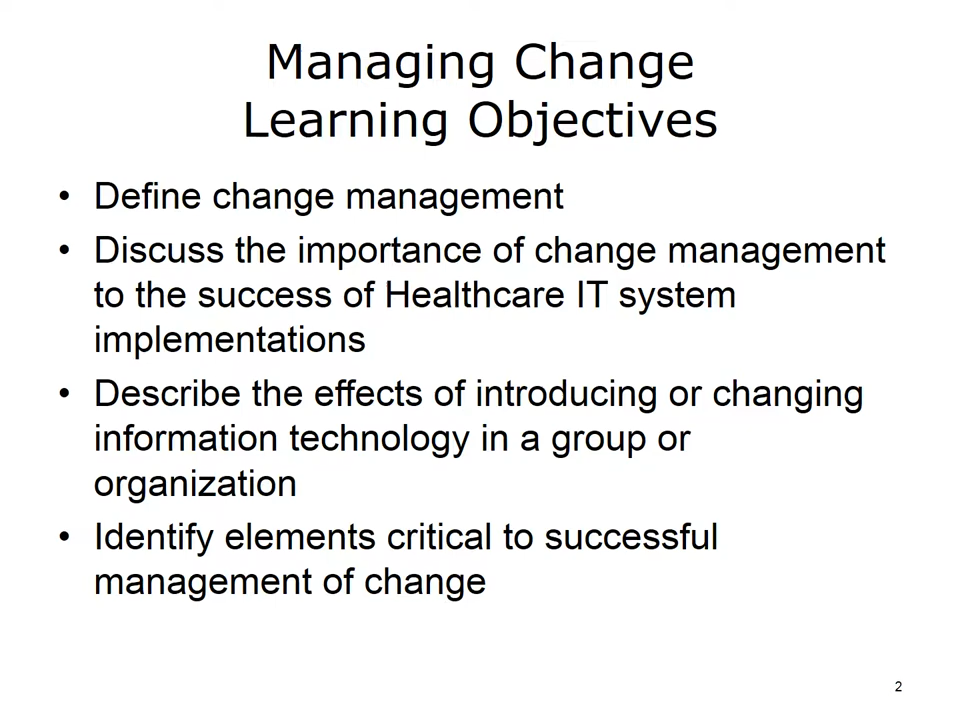 Managing Change
Learning Objectives
• Define change management
• Discuss the importance of change management
to the success of Healthcare IT system
implementations
• Describe the effects of introducing or changing
information technology in a group or
organization
• Identify elements critical to successful
management of change
2